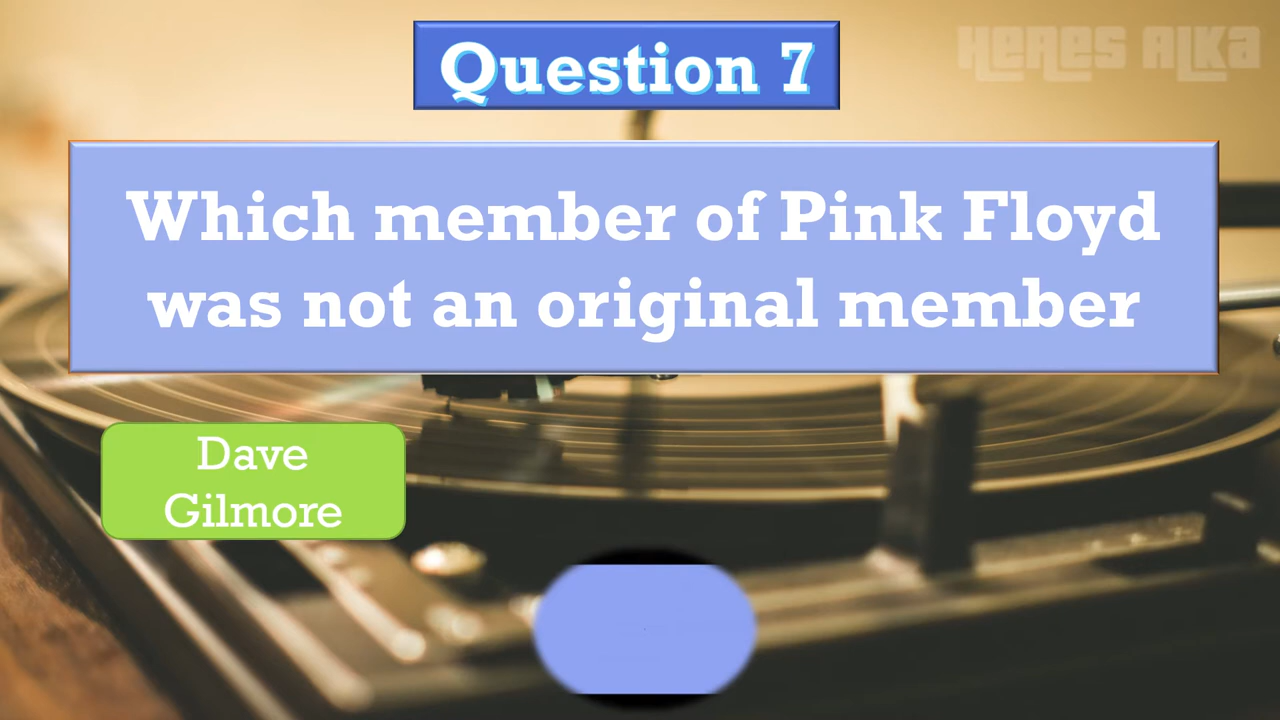 HERES ALKA
Question 7
Which member of Pink Floyd
was not an original member
Dave
Gilmore